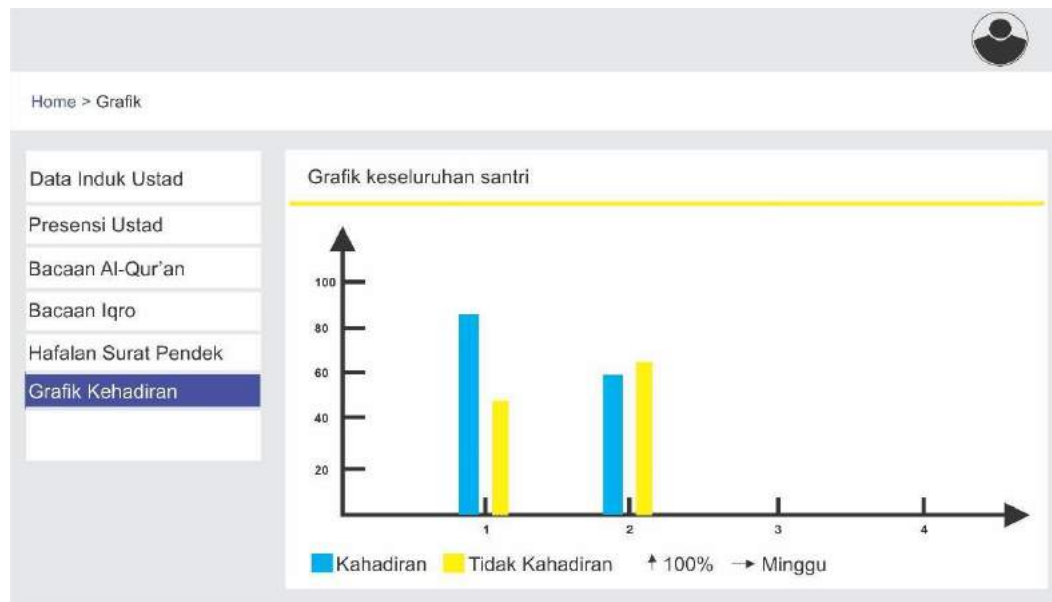 Home > Grafik
Data Induk Ustad
Presensi Ustad
Bacaan Al-Qur'an
Bacaan Iqro
Hafalan Surat Pendek
Grafik Kehadiran
Grafik keseluruhan santri
100
80
60
40
20
1 2 3 4
Kahadiran Tidak Kahadiran 100% Minggu